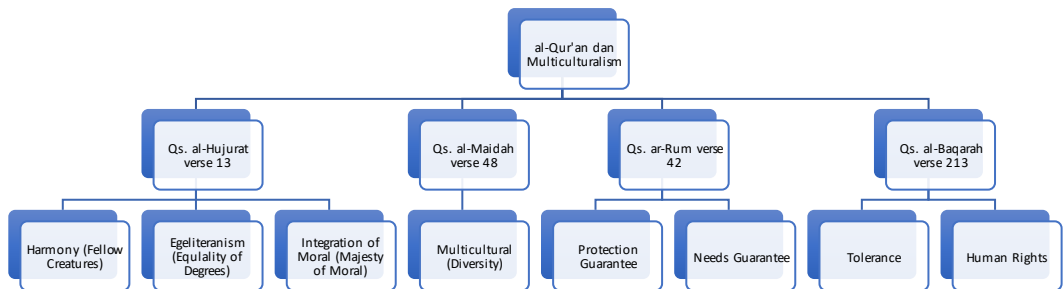 al-Qur'an dan
Multiculturalism
Qs. al-Hujurat
verse 13
Qs. al-Maidah
verse 48
Qs. ar-Rum verse
42
Qs. al-Baqarah
verse 213
Harmony (Fellow
Creatures)
Egeliteranism
(Equlality of
Degrees)
Integration of
Moral (Majesty
of Moral)
Multicultural
(Diversity)
Protection
Guarantee
Needs Guarantee
Tolerance
Human Rights